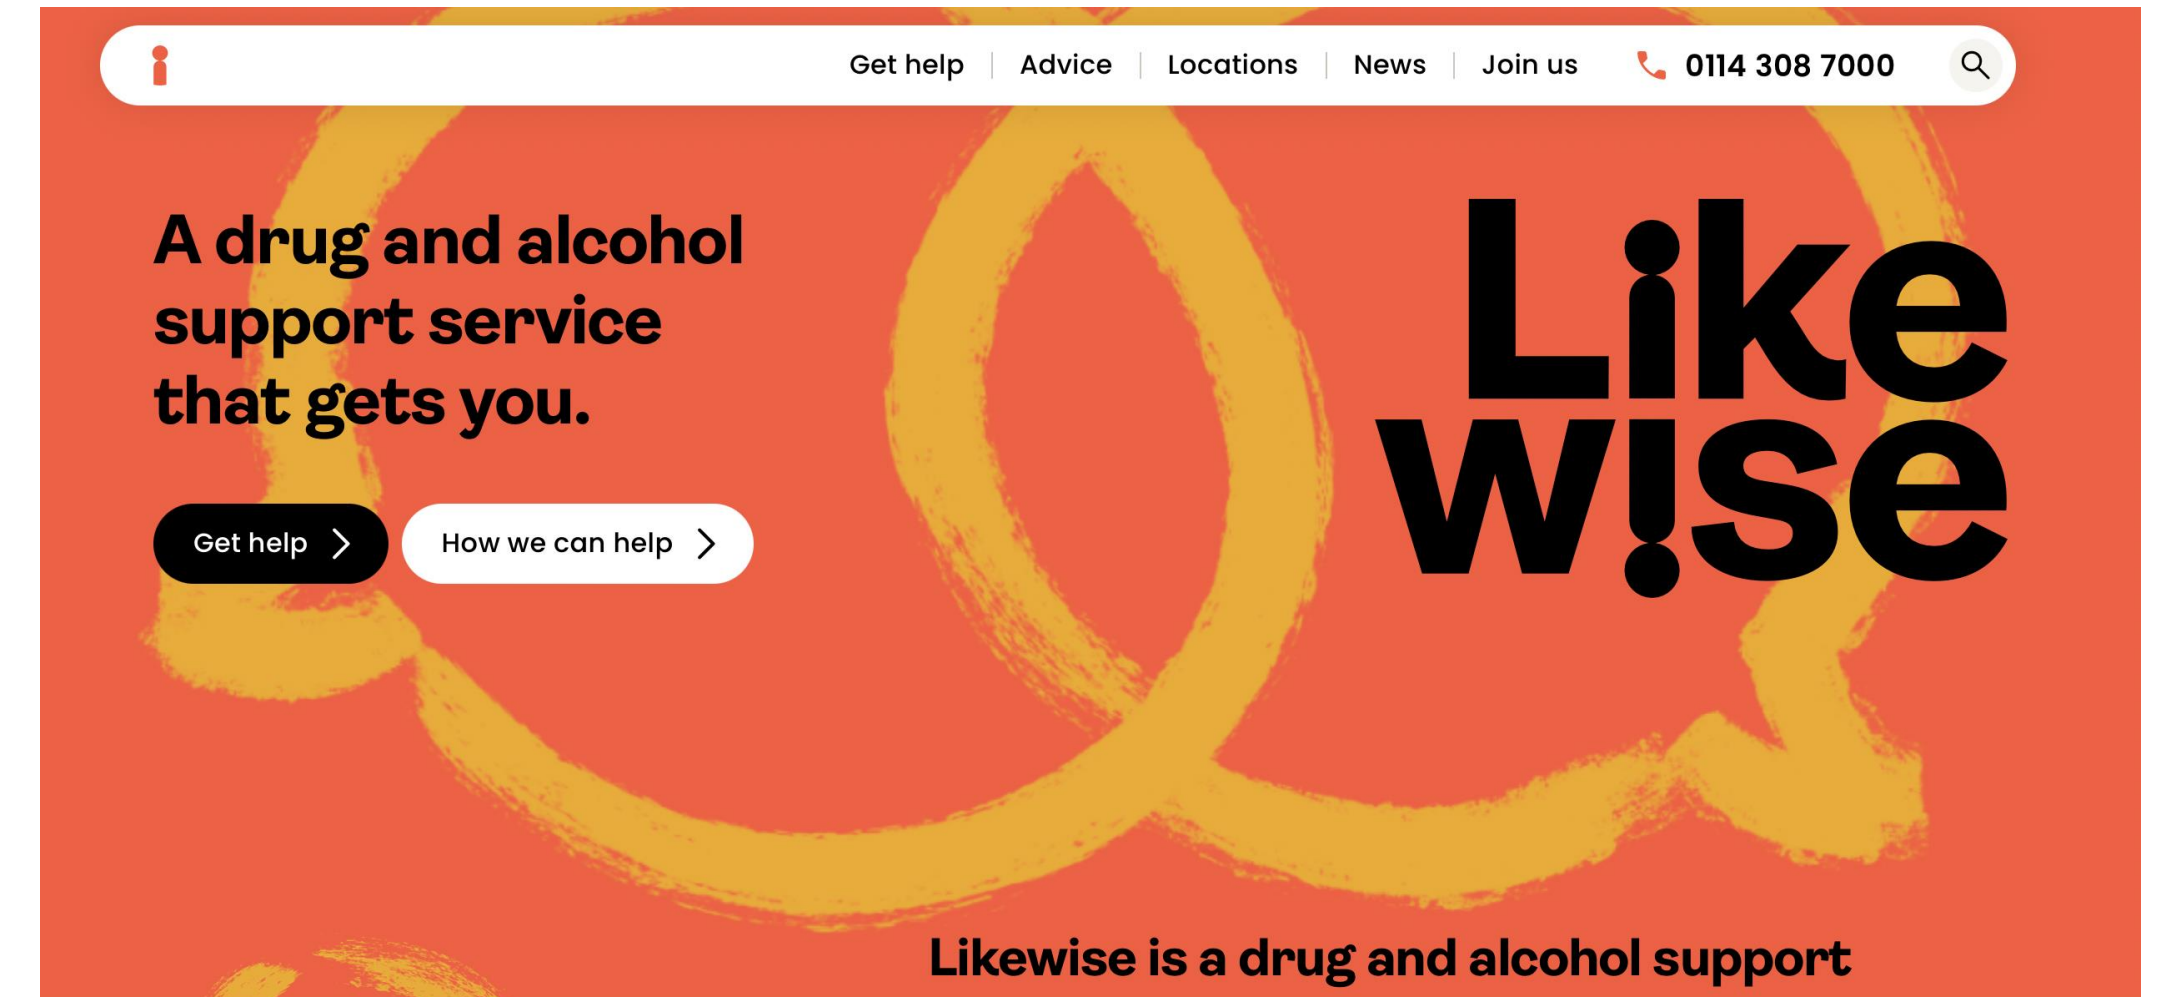 Get help
Advice
Locations
News
Join us
0114 308 7000
A drug and alcohol
support service
that gets you.
Like
wise
Get help
How we can help
Likewise is a drug and alcohol support